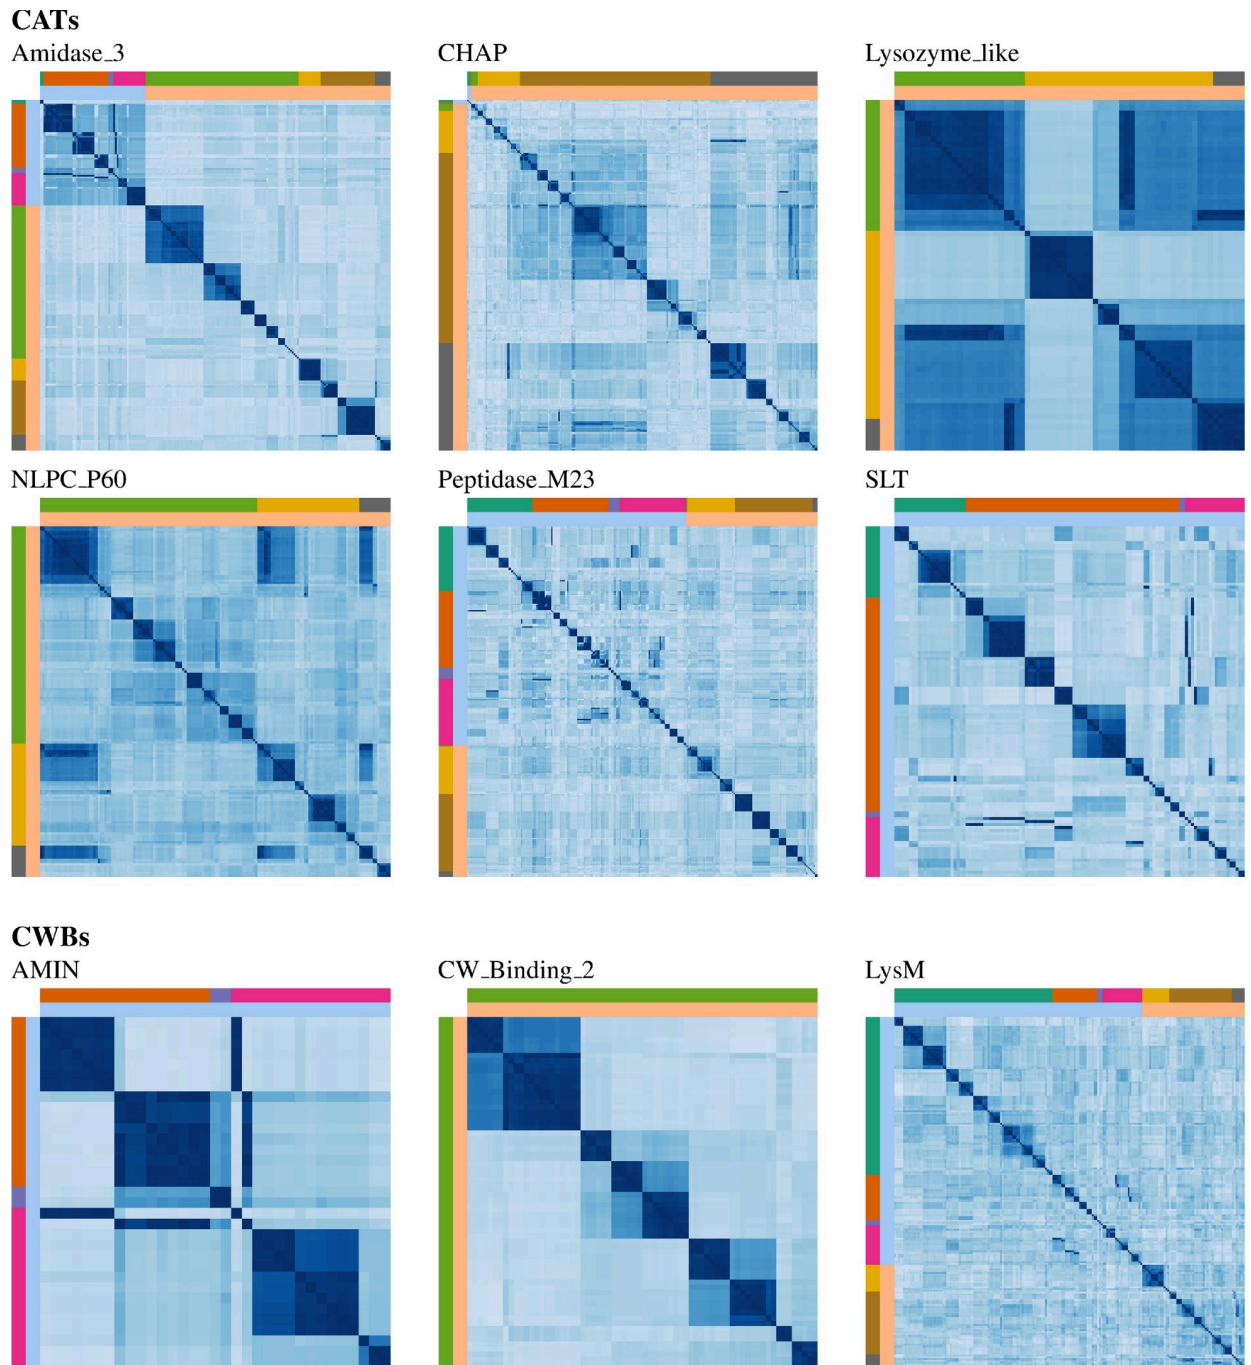 CATs
Amidase_3
CHAP
Lysozyme_like
NLPC_P60
Peptidase_M23
SLT
CWBs
AMIN
CW_Binding_2
LysM